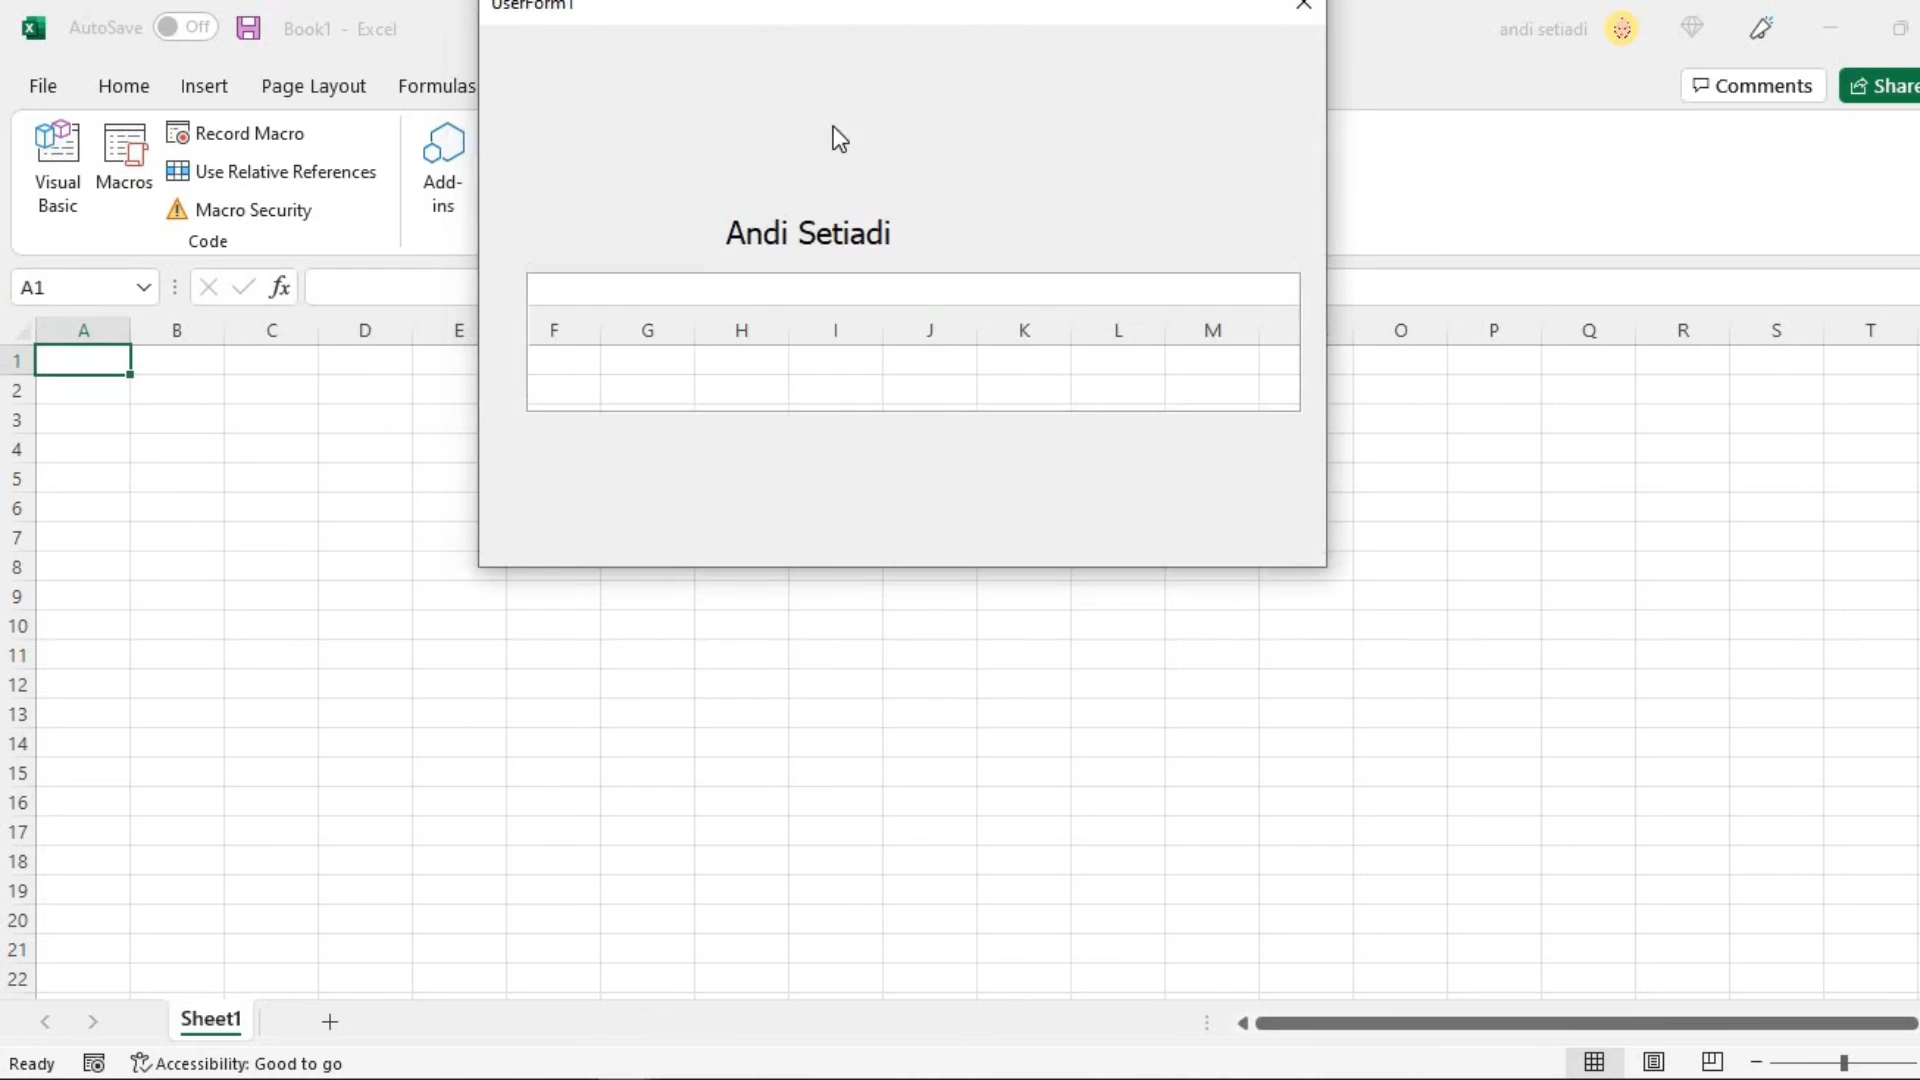 UserForm1
AutoSave Off Book1 - Excel andi setiadi
File Home Insert Page Layout Formulas Comments Share
Visual Basic
Macros
Record Macro
Use Relative References
Macro Security
Code
Add-ins
Andi Setiadi
A1 fx
A B C D E F G H I J K L M O P Q R S T
1
2
3
4
5
6
7
8
9
10
11
12
13
14
15
16
17
18
19
20
21
22
Sheet1
Ready Accessibility: Good to go